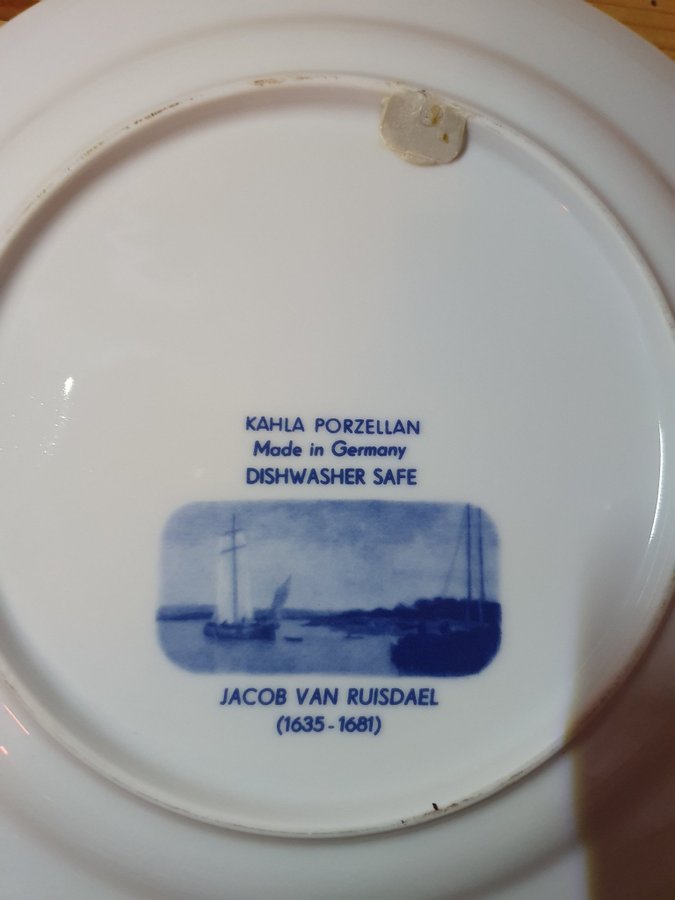 KAHLA PORZELLAN
Made in Germany
DISHWASHER SAFE
JACOB VAN RUISDAEL
(1635-1681)